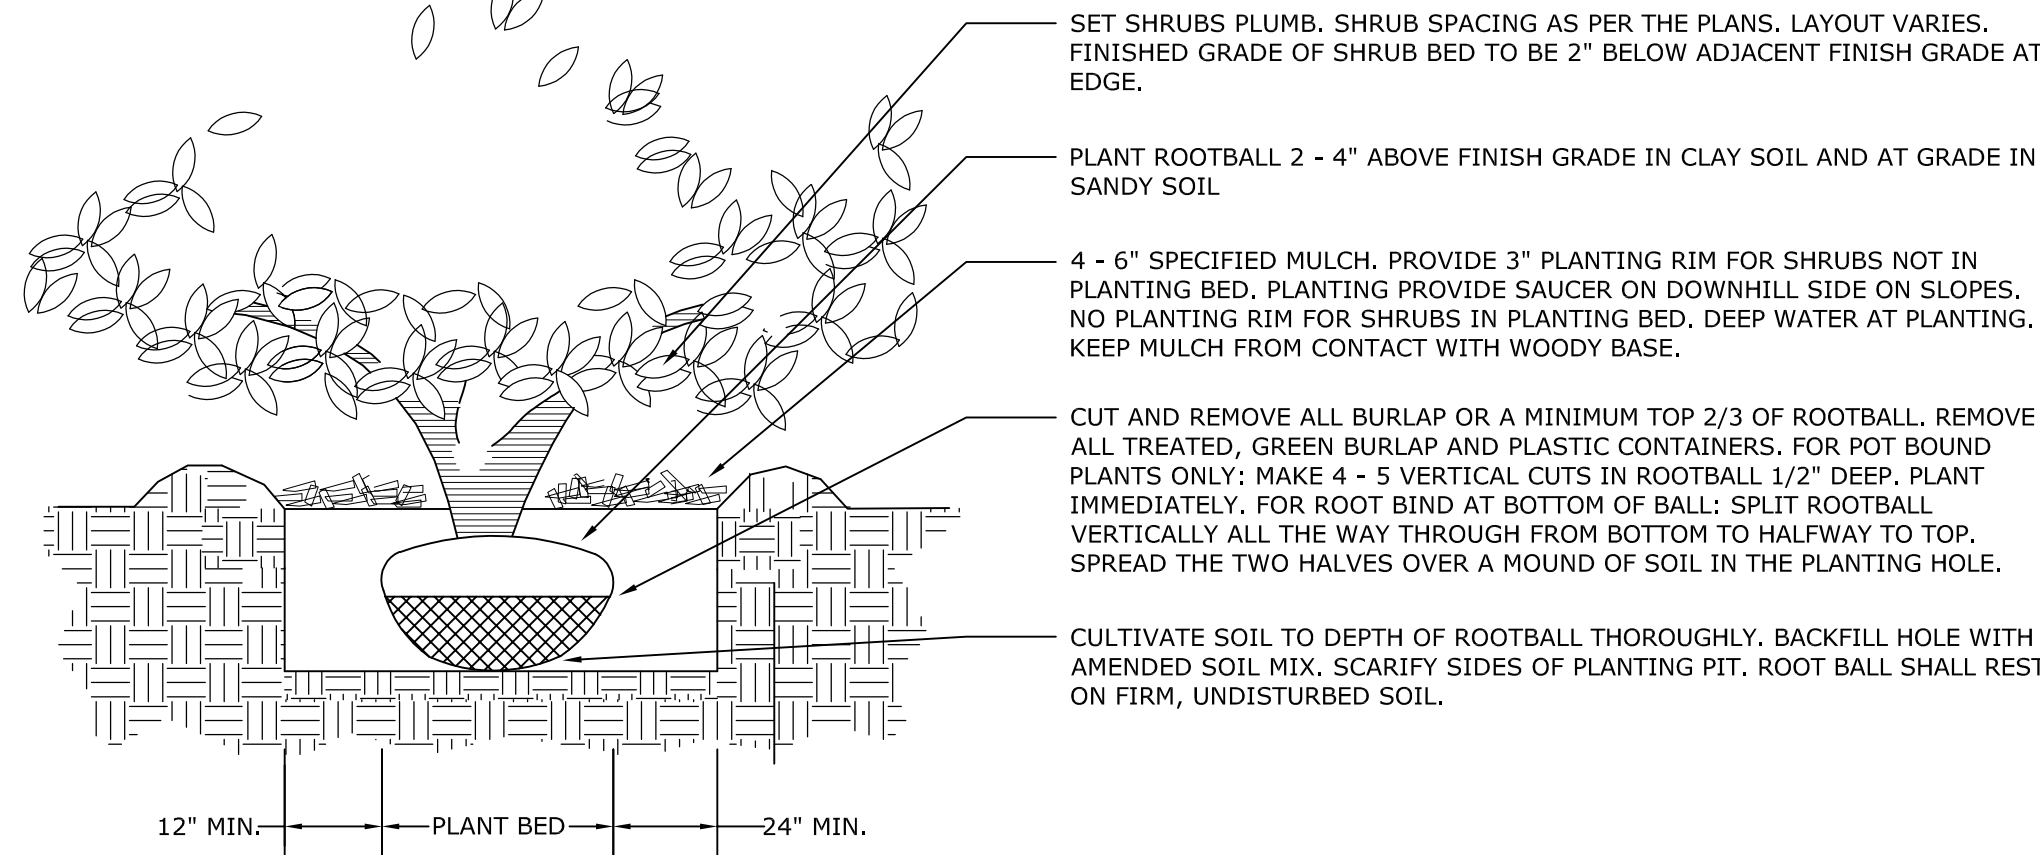 SET SHRUBS PLUMB. SHRUB SPACING AS PER THE PLANS. LAYOUT VARIES.
FINISHED GRADE OF SHRUB BED TO BE 2" BELOW ADJACENT FINISH GRADE AT
EDGE.
PLANT ROOTBALL 2 - 4" ABOVE FINISH GRADE IN CLAY SOIL AND AT GRADE IN
SANDY SOIL
4 - 6" SPECIFIED MULCH. PROVIDE 3" PLANTING RIM FOR SHRUBS NOT IN
PLANTING BED. PLANTING PROVIDE SAUCER ON DOWNHILL SIDE ON SLOPES.
NO PLANTING RIM FOR SHRUBS IN PLANTING BED. DEEP WATER AT PLANTING.
KEEP MULCH FROM CONTACT WITH WOODY BASE.
CUT AND REMOVE ALL BURLAP OR A MINIMUM TOP 2/3 OF ROOTBALL. REMOVE
ALL TREATED, GREEN BURLAP AND PLASTIC CONTAINERS. FOR POT BOUND
PLANTS ONLY: MAKE 4 - 5 VERTICAL CUTS IN ROOTBALL 1/2" DEEP. PLANT
IMMEDIATELY. FOR ROOT BIND AT BOTTOM OF BALL: SPLIT ROOTBALL
VERTICALLY ALL THE WAY THROUGH FROM BOTTOM TO HALFWAY TO TOP.
SPREAD THE TWO HALVES OVER A MOUND OF SOIL IN THE PLANTING HOLE.
CULTIVATE SOIL TO DEPTH OF ROOTBALL THOROUGHLY. BACKFILL HOLE WITH
AMENDED SOIL MIX. SCARIFY SIDES OF PLANTING PIT. ROOT BALL SHALL REST
ON FIRM, UNDISTURBED SOIL.
12" MIN. PLANT BED 24" MIN.